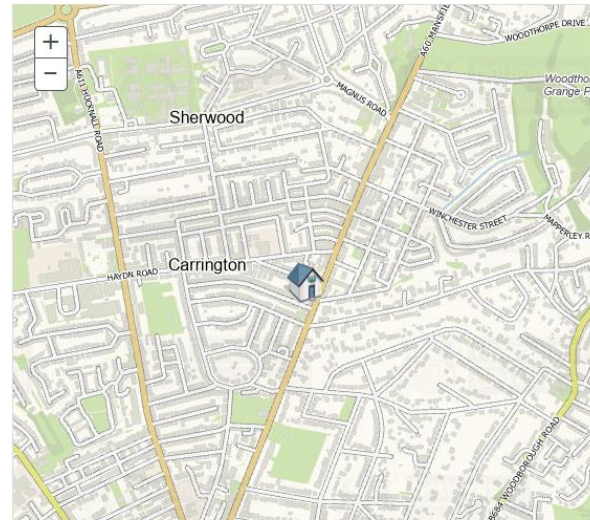 +
−
A60 MANSFI
WOODTHORPE DRIVE
A611 HUCKNALL ROAD
MAGNUS ROAD
Woodtho
Grange P
Sherwood
WINCHESTER STREET
MAPPERLEY R
Carrington
HAYDN ROAD
B684 WOODBOROUGH ROAD